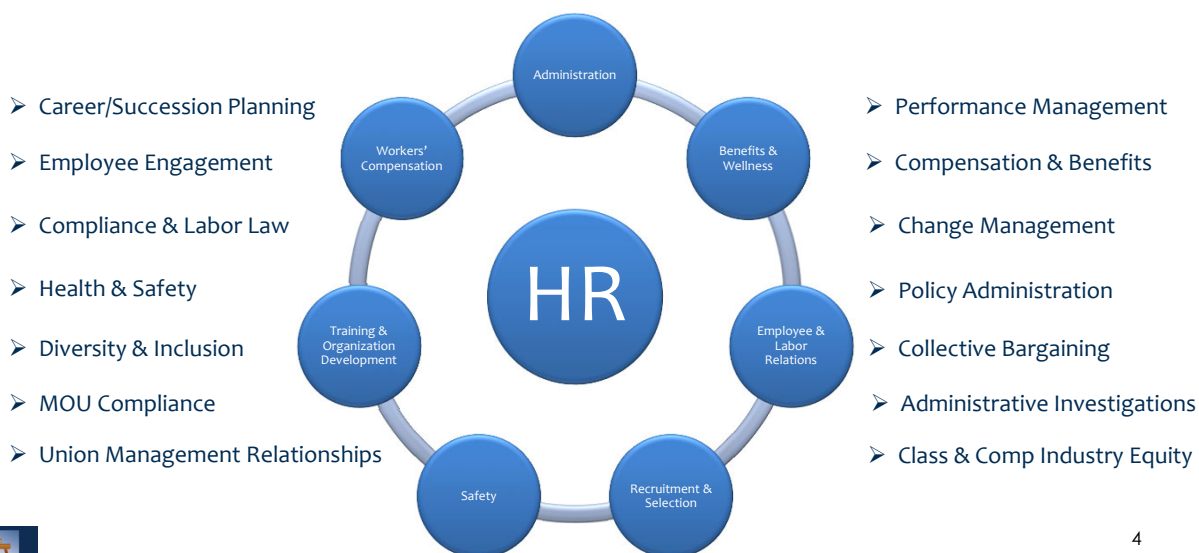 Administration
➢ Career/Succession Planning
➢ Performance Management
Workers'
Compensation
Benefits &
Wellness
➢ Employee Engagement
➢ Compensation & Benefits
➢ Compliance & Labor Law
➢ Change Management
HR
➢ Health & Safety
➢ Policy Administration
Training &
Organization
Development
Employee &
Labor
Relations
➢ Diversity & Inclusion
➢ Collective Bargaining
➢ MOU Compliance
➢ Administrative Investigations
➢ Union Management Relationships
➢ Class & Comp Industry Equity
Safety
Recruitment &
Selection
4